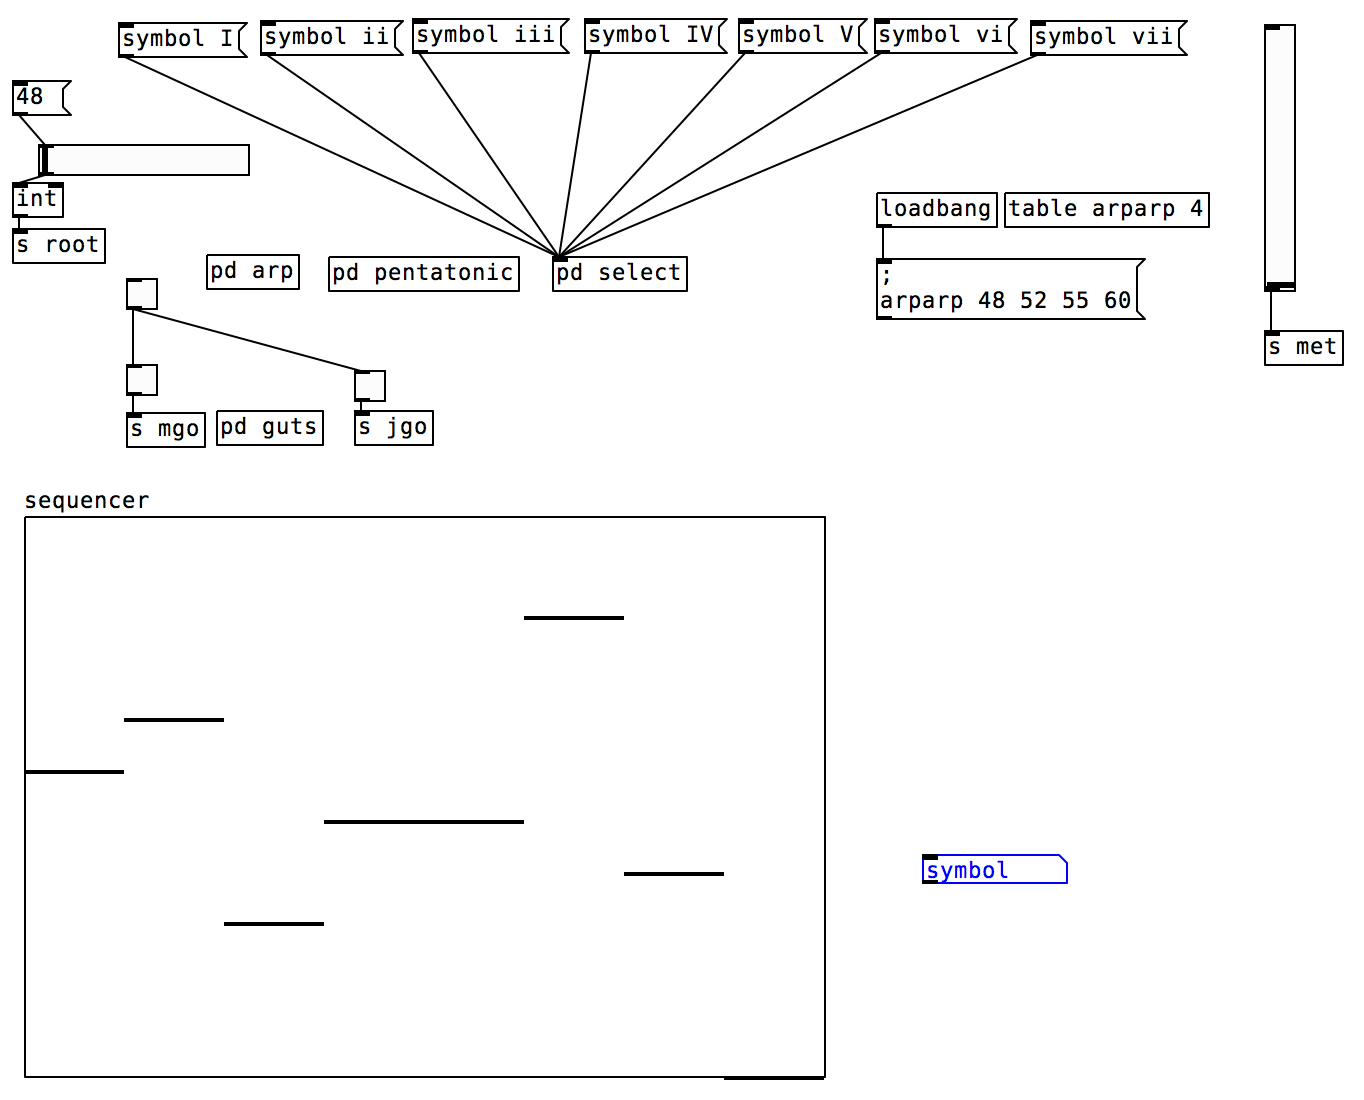 symbol I
symbol ii
symbol iii
symbol IV
symbol V
symbol vi
symbol vii
48
int
s root
loadbang
table arparp 4
pd arp
pd pentatonic
pd select
;
arparp 48 52 55 60
s met
s mgo
pd guts
s jgo
sequencer
symbol